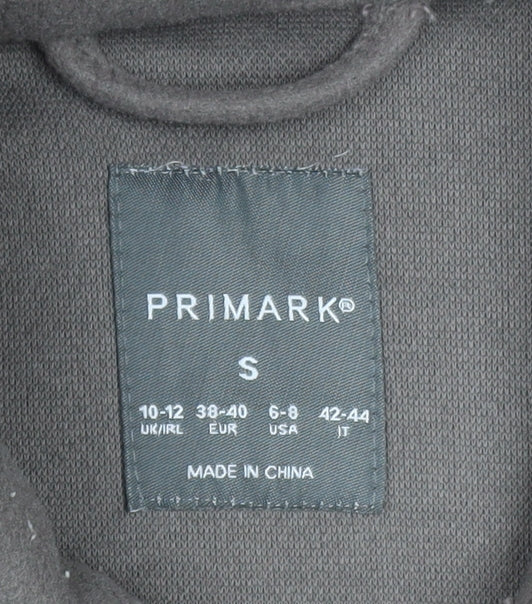 PRIMARK®
S
10-12 38-40 6-8 42-44
UK/IRL EUR USA IT
MADE IN CHINA